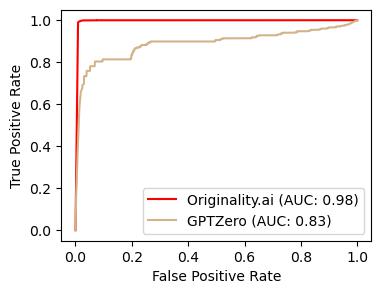 1.0
0.8
0.6
0.4
0.2
0.0
True Positive Rate
Originality.ai (AUC: 0.98)
GPTZero (AUC: 0.83)
0.0 0.2 0.4 0.6 0.8 1.0
False Positive Rate